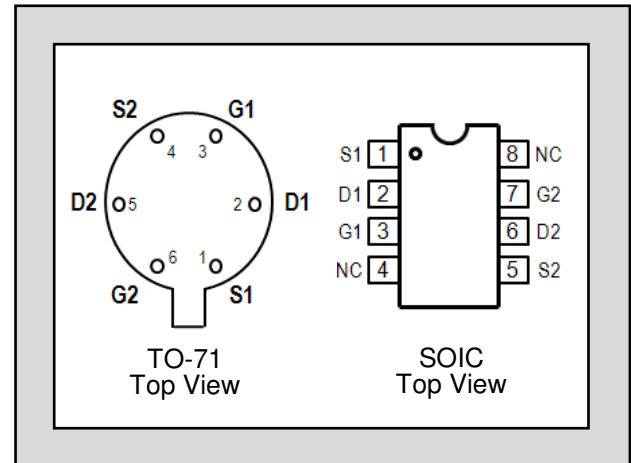 S2 G1
4 3
D2 5 2 D1
6 1
G2 S1
TO-71
Top View
S1 1 8 NC
D1 2 7 G2
G1 3 6 D2
NC 4 5 S2
SOIC
Top View